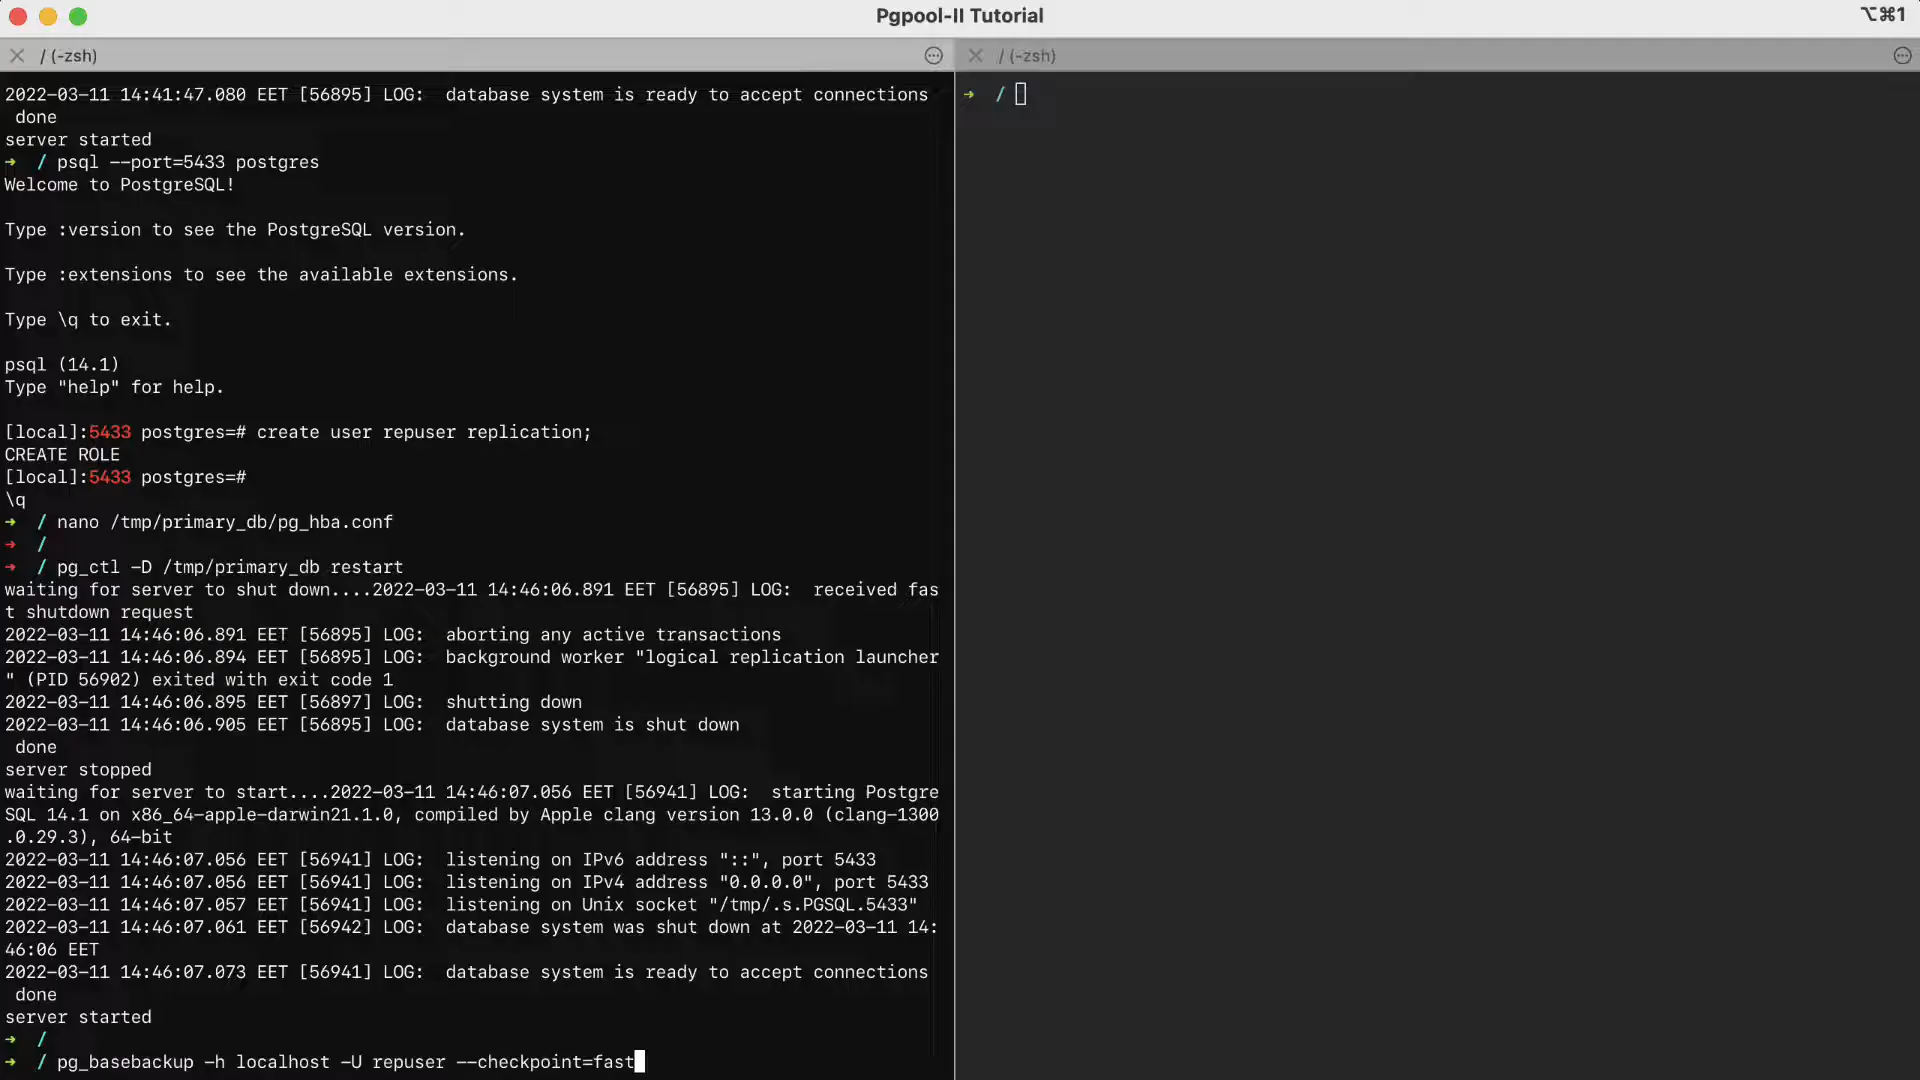 Pgpool-II Tutorial
⌥⌘1
/ (-zsh)
/ (-zsh)
2022-03-11 14:41:47.080 EET [56895] LOG:  database system is ready to accept connections
 done
server started
→  / psql --port=5433 postgres
Welcome to PostgreSQL!
Type :version to see the PostgreSQL version.
Type :extensions to see the available extensions.
Type \q to exit.
psql (14.1)
Type "help" for help.
[local]:5433 postgres=# create user repuser replication;
CREATE ROLE
[local]:5433 postgres=#
\q
→  / nano /tmp/primary_db/pg_hba.conf
→  /
→  / pg_ctl -D /tmp/primary_db restart
waiting for server to shut down....2022-03-11 14:46:06.891 EET [56895] LOG:  received fas
t shutdown request
2022-03-11 14:46:06.891 EET [56895] LOG:  aborting any active transactions
2022-03-11 14:46:06.894 EET [56895] LOG:  background worker "logical replication launcher
" (PID 56902) exited with exit code 1
2022-03-11 14:46:06.895 EET [56897] LOG:  shutting down
2022-03-11 14:46:06.905 EET [56895] LOG:  database system is shut down
 done
server stopped
waiting for server to start....2022-03-11 14:46:07.056 EET [56941] LOG:  starting Postgre
SQL 14.1 on x86_64-apple-darwin21.1.0, compiled by Apple clang version 13.0.0 (clang-1300
.0.29.3), 64-bit
2022-03-11 14:46:07.056 EET [56941] LOG:  listening on IPv6 address "::", port 5433
2022-03-11 14:46:07.056 EET [56941] LOG:  listening on IPv4 address "0.0.0.0", port 5433
2022-03-11 14:46:07.057 EET [56941] LOG:  listening on Unix socket "/tmp/.s.PGSQL.5433"
2022-03-11 14:46:07.061 EET [56942] LOG:  database system was shut down at 2022-03-11 14:
46:06 EET
2022-03-11 14:46:07.073 EET [56941] LOG:  database system is ready to accept connections
 done
server started
→  /
→  / pg_basebackup -h localhost -U repuser --checkpoint=fast
→  /